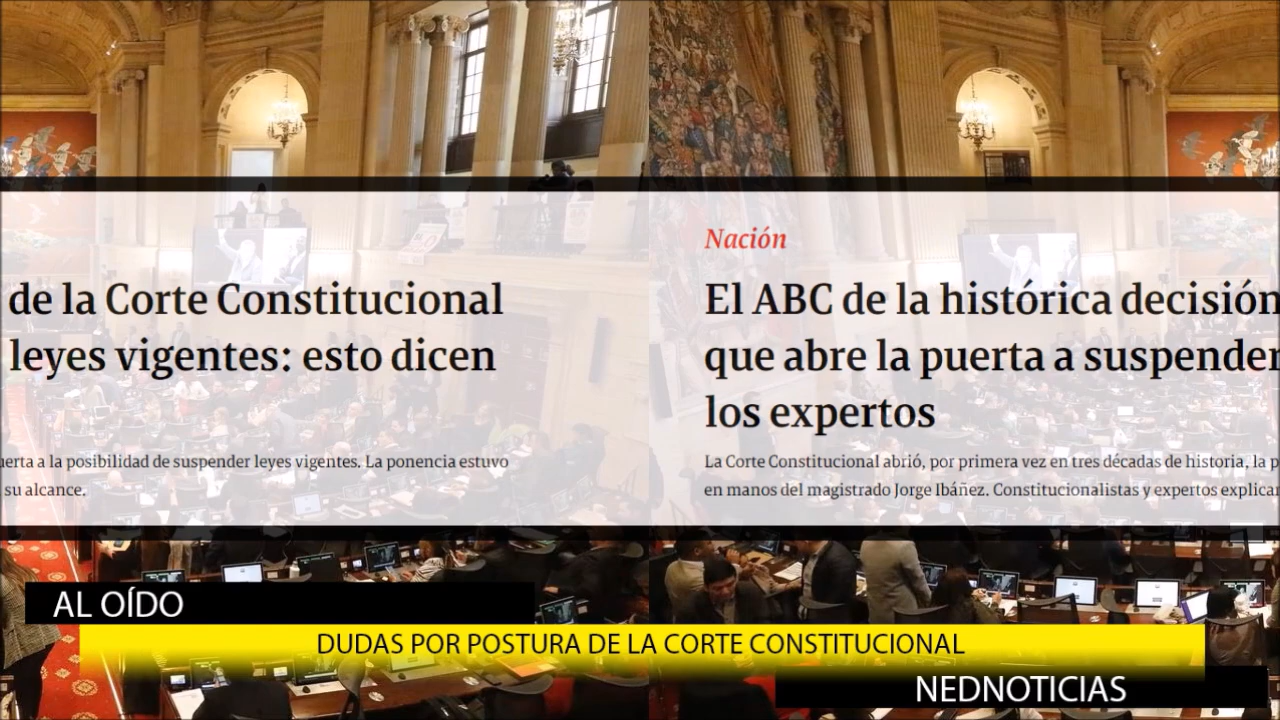 de la Corte Constitucional
leyes vigentes: esto dicen
a la posibilidad de suspender leyes vigentes. La ponencia estuvo
su alcance.
Nación
El ABC de la histórica decisión
que abre la puerta a suspender
los expertos
La Corte Constitucional abrió, por primera vez en tres décadas de historia, la
en manos del magistrado Jorge Ibáñez. Constitucionalistas y expertos
AL OÍDO
DUDAS POR POSTURA DE LA CORTE CONSTITUCIONAL
NEDNOTICIAS